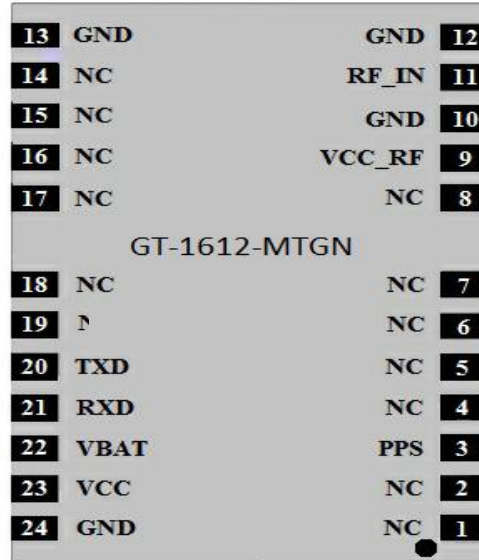 13 GND GND 12
14 NC RF_IN 11
15 NC GND 10
16 NC VCC_RF 9
17 NC NC 8
GT-1612-MTGN
18 NC NC 7
19 NC 6
20 TXD NC 5
21 RXD NC 4
22 VBAT PPS 3
23 VCC NC 2
24 GND NC 1